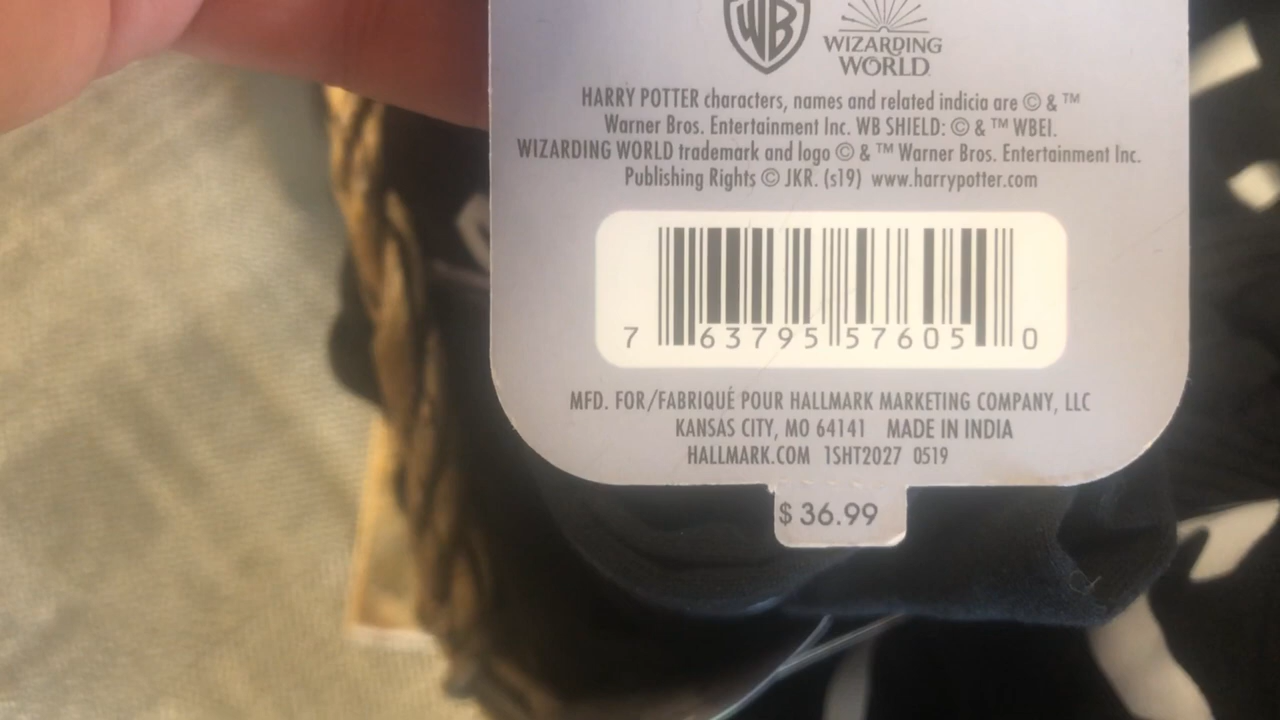 WB
WIZARDING
WORLD
HARRY POTTER characters, names and related indicia are © & ™
Warner Bros. Entertainment Inc. WB SHIELD: © & ™ WBEI.
WIZARDING WORLD trademark and logo © & ™ Warner Bros. Entertainment Inc.
Publishing Rights © JKR. (s19) www.harrypotter.com
7 63795 57605 0
MFD. FOR/FABRIQUÉ POUR HALLMARK MARKETING COMPANY, LLC
KANSAS CITY, MO 64141 MADE IN INDIA
HALLMARK.COM 1SHT2027 0519
$ 36.99